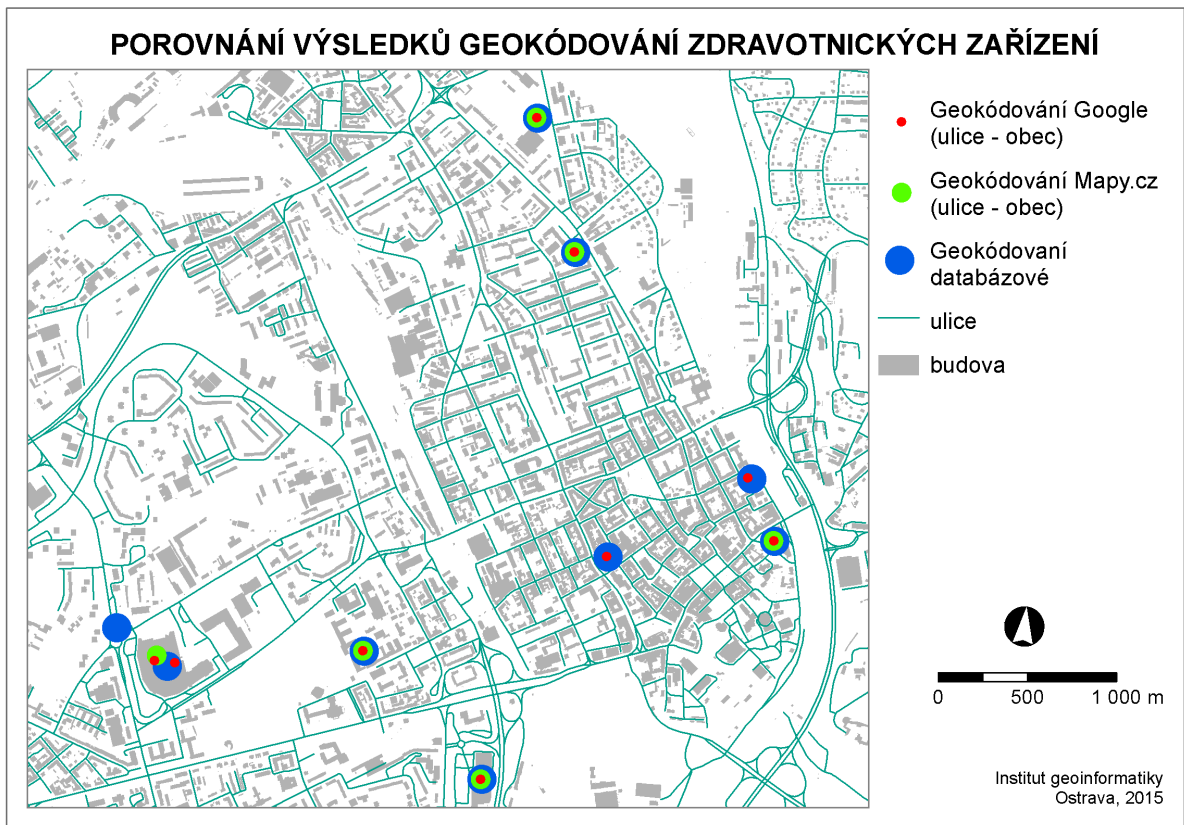 POROVNÁNÍ VÝSLEDKŮ GEOKÓDOVÁNÍ ZDRAVOTNICKÝCH ZAŘÍZENÍ
Geokódování Google
(ulice - obec)
Geokódování Mapy.cz
(ulice - obec)
Geokódovaní
databázové
ulice
budova
0 500 1 000 m
Institut geoinformatiky
Ostrava, 2015